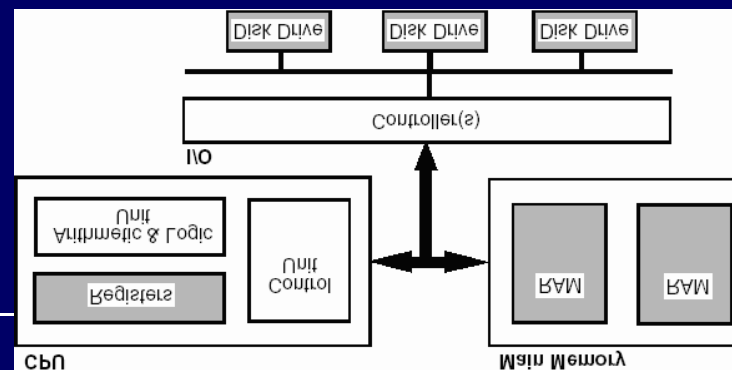 CPU
Registers
Arithmetic & Logic
Unit
Control
Unit
Main Memory
RAM
RAM
I/O
Controller(s)
Disk Drive
Disk Drive
Disk Drive